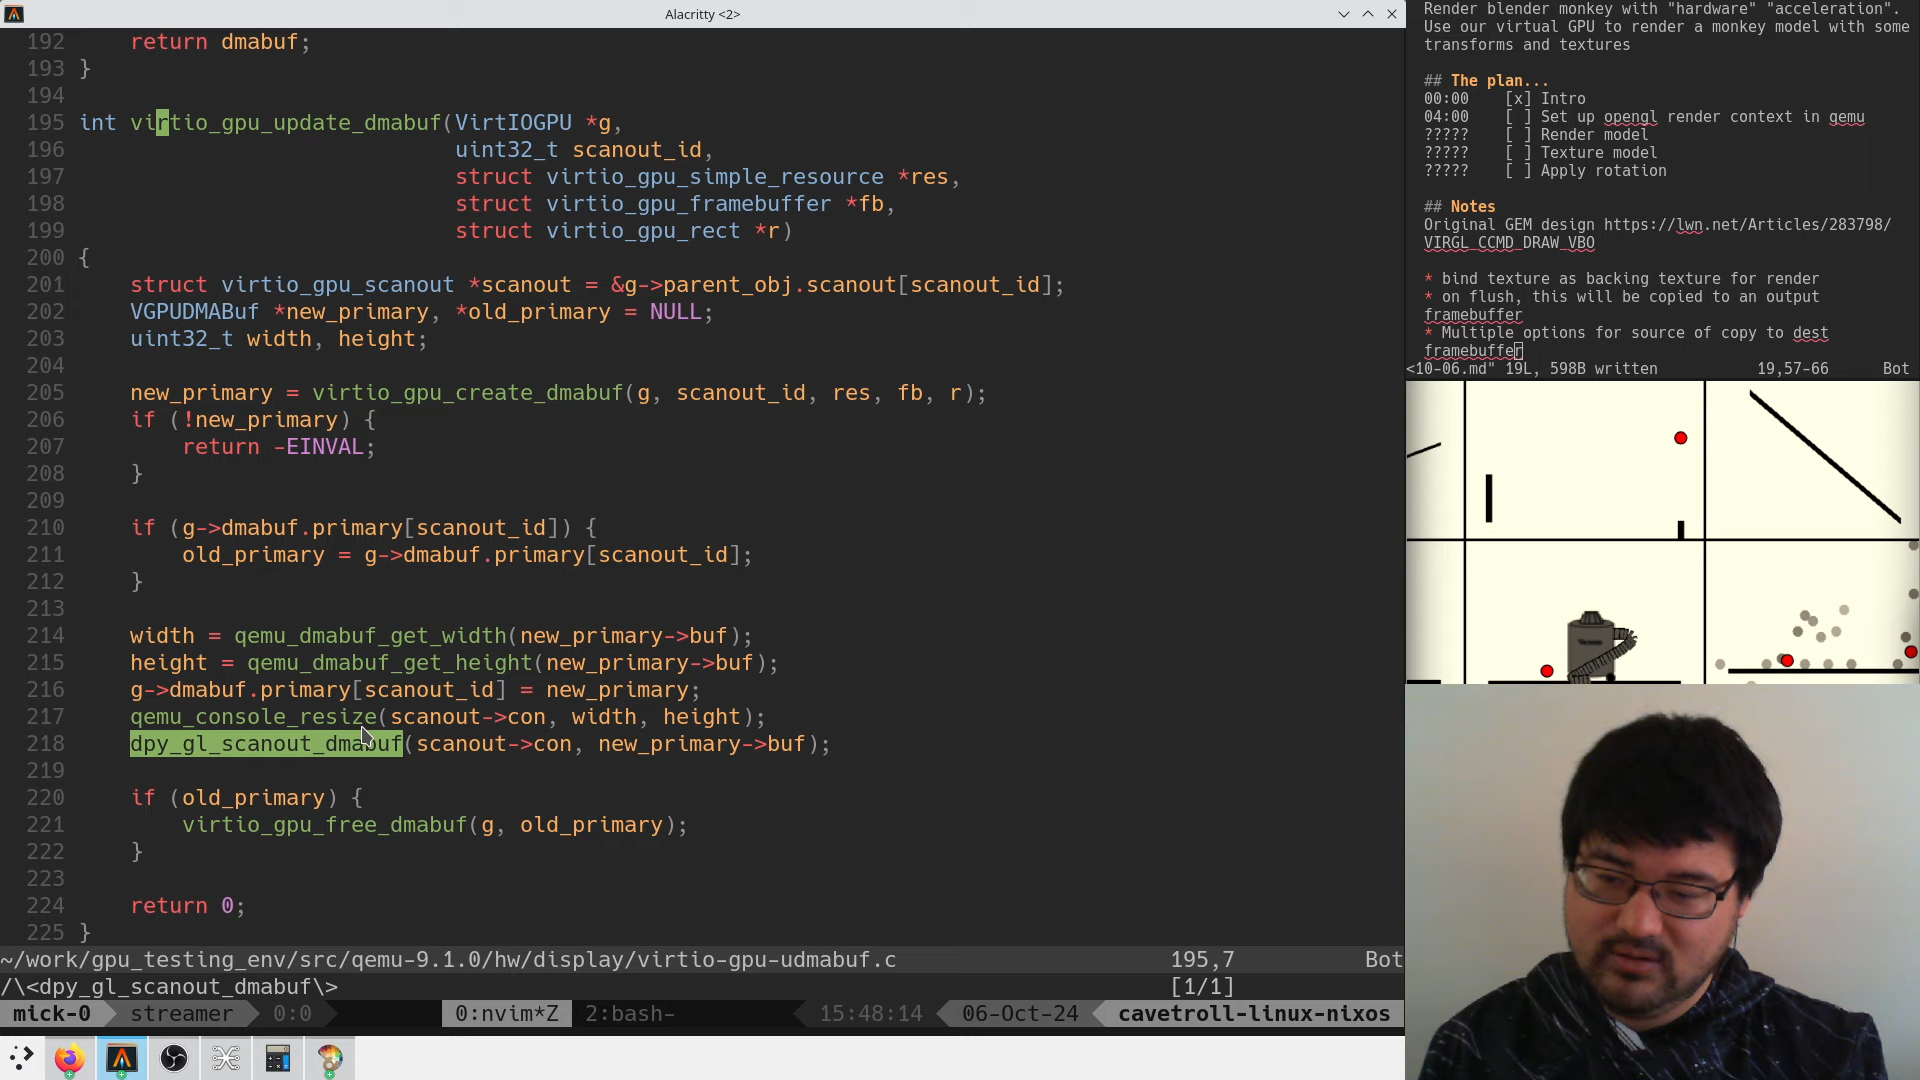 Alacritty <2>
192     return dmabuf;
193 }
194
195 int virtio_gpu_update_dmabuf(VirtIOGPU *g,
196                              uint32_t scanout_id,
197                              struct virtio_gpu_simple_resource *res,
198                              struct virtio_gpu_framebuffer *fb,
199                              struct virtio_gpu_rect *r)
200 {
201     struct virtio_gpu_scanout *scanout = &g->parent_obj.scanout[scanout_id];
202     VGPUDMABuf *new_primary, *old_primary = NULL;
203     uint32_t width, height;
204
205     new_primary = virtio_gpu_create_dmabuf(g, scanout_id, res, fb, r);
206     if (!new_primary) {
207         return -EINVAL;
208     }
209
210     if (g->dmabuf.primary[scanout_id]) {
211         old_primary = g->dmabuf.primary[scanout_id];
212     }
213
214     width = qemu_dmabuf_get_width(new_primary->buf);
215     height = qemu_dmabuf_get_height(new_primary->buf);
216     g->dmabuf.primary[scanout_id] = new_primary;
217     qemu_console_resize(scanout->con, width, height);
218     dpy_gl_scanout_dmabuf(scanout->con, new_primary->buf);
219
220     if (old_primary) {
221         virtio_gpu_free_dmabuf(g, old_primary);
222     }
223
224     return 0;
225 }
~/work/gpu_testing_env/src/qemu-9.1.0/hw/display/virtio-gpu-udmabuf.c 195,7 Bot
/\<dpy_gl_scanout_dmabuf\> [1/1]
mick-0 streamer 0:0 0:nvim*Z 2:bash- 15:48:14 06-Oct-24 cavetroll-linux-nixos
Render blender monkey with "hardware" "acceleration".
Use our virtual GPU to render a monkey model with some
transforms and textures
## The plan...
00:00 [x] Intro
04:00 [ ] Set up opengl render context in qemu
????? [ ] Render model
????? [ ] Texture model
????? [ ] Apply rotation
## Notes
Original GEM design https://lwn.net/Articles/283798/
VIRGL_CCMD_DRAW_VBO
* bind texture as backing texture for render
* on flush, this will be copied to an output
framebuffer
* Multiple options for source of copy to dest
framebuffer
<10-06.md" 19L, 598B written 19,57-66 Bot